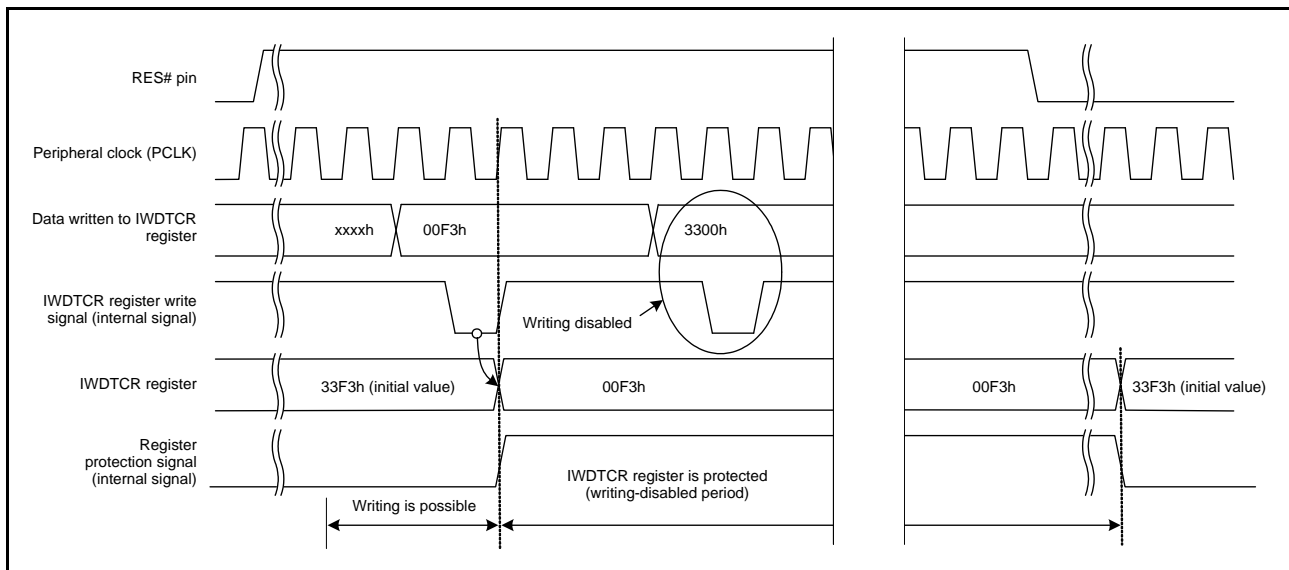 RES# pin
Peripheral clock (PCLK)
Data written to IWDTCR
register
xxxxh
00F3h
3300h
IWDTCR register write
signal (internal signal)
Writing disabled
IWDTCR register
33F3h (initial value)
00F3h
00F3h
33F3h (initial value)
Register
protection signal
(internal signal)
IWDTCR register is protected
(writing-disabled period)
Writing is possible